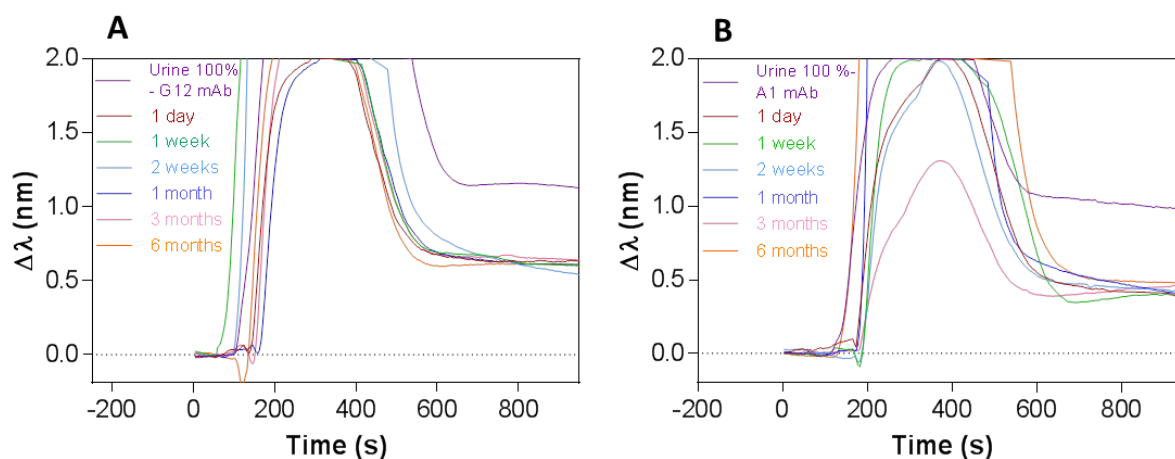 A
Δλ (nm)
2.0
1.5
1.0
0.5
0.0
Urine 100%
- G12 mAb
1 day
1 week
2 weeks
1 month
3 months
6 months
-200
0
200
400
600
800
Time (s)
B
Δλ (nm)
2.0
1.5
1.0
0.5
0.0
Urine 100 %-
A1 mAb
1 day
1 week
2 weeks
1 month
3 months
6 months
-200
0
200
400
600
800
Time (s)